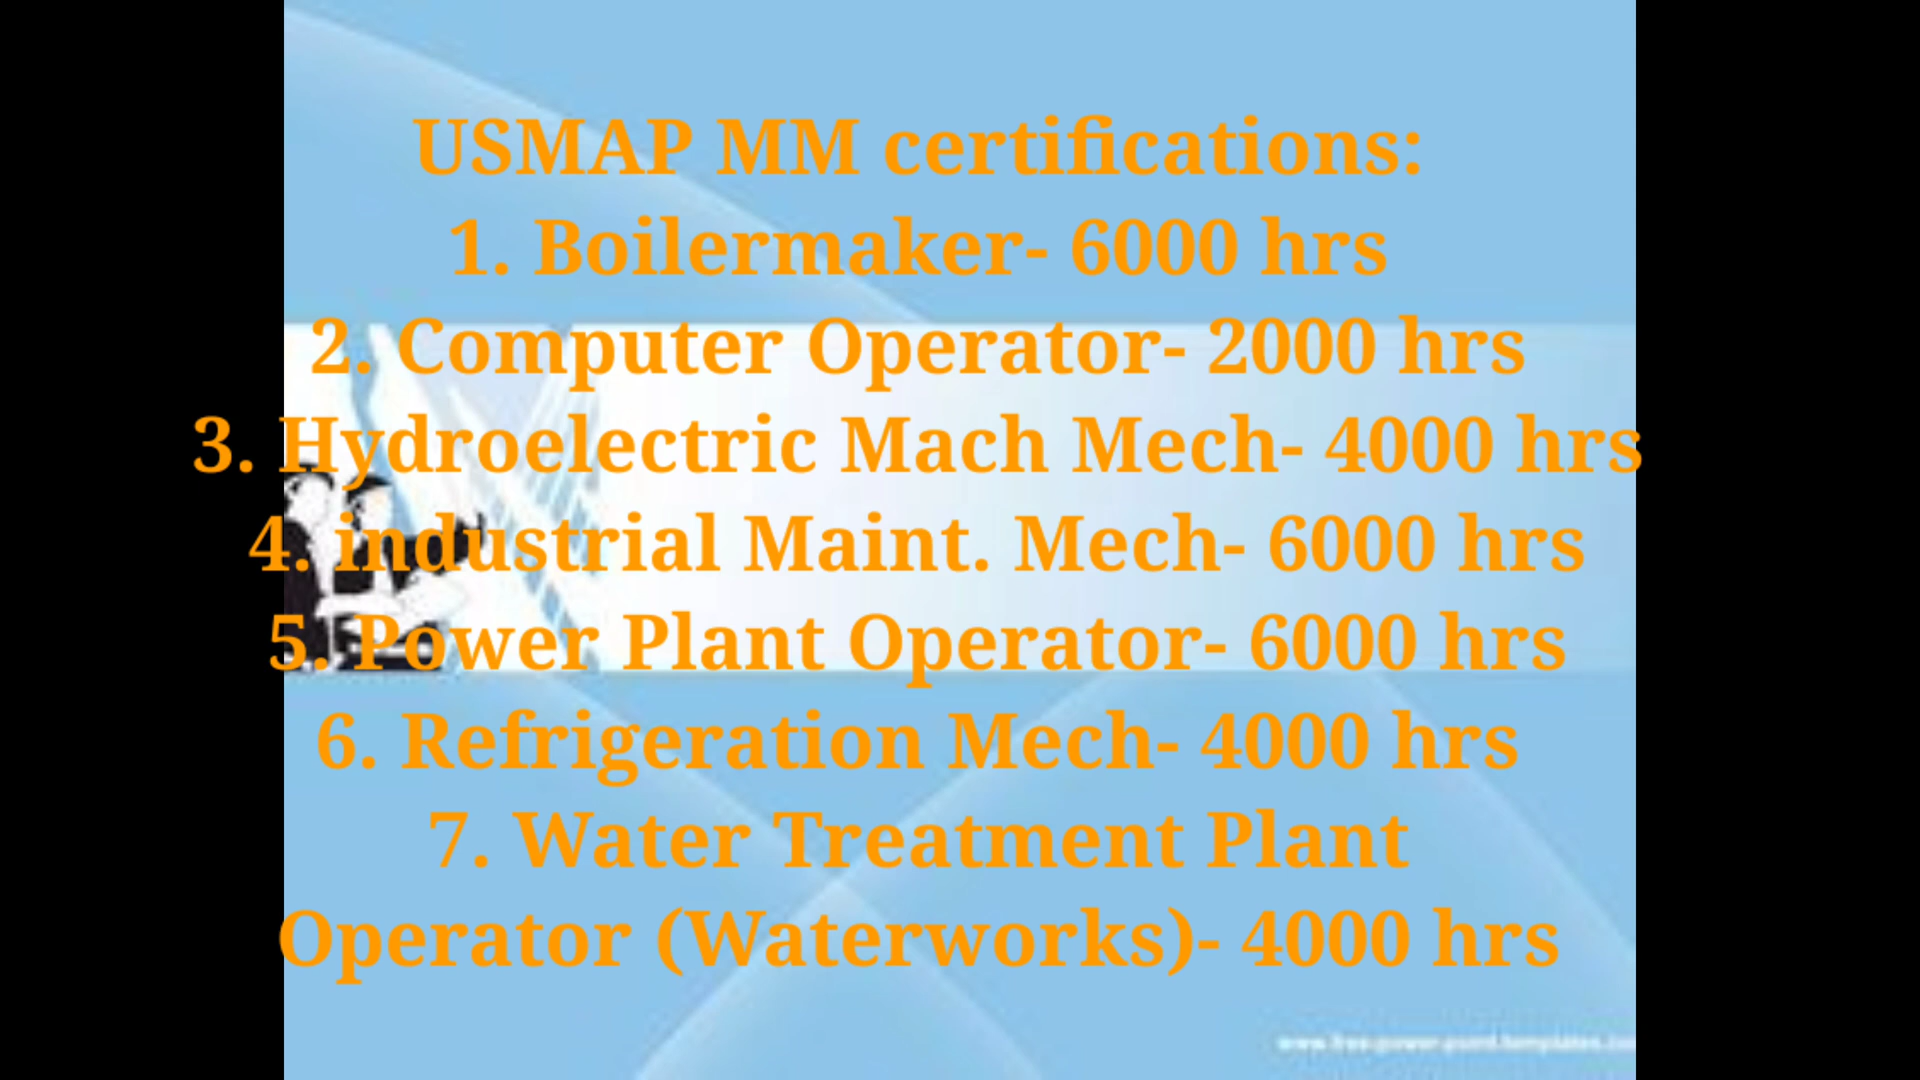 USMAP MM certifications:
1. Boilermaker- 6000 hrs
2. Computer Operator- 2000 hrs
3. Hydroelectric Mach Mech- 4000 hrs
4. industrial Maint. Mech- 6000 hrs
5. Power Plant Operator- 6000 hrs
6. Refrigeration Mech- 4000 hrs
7. Water Treatment Plant
Operator (Waterworks)- 4000 hrs